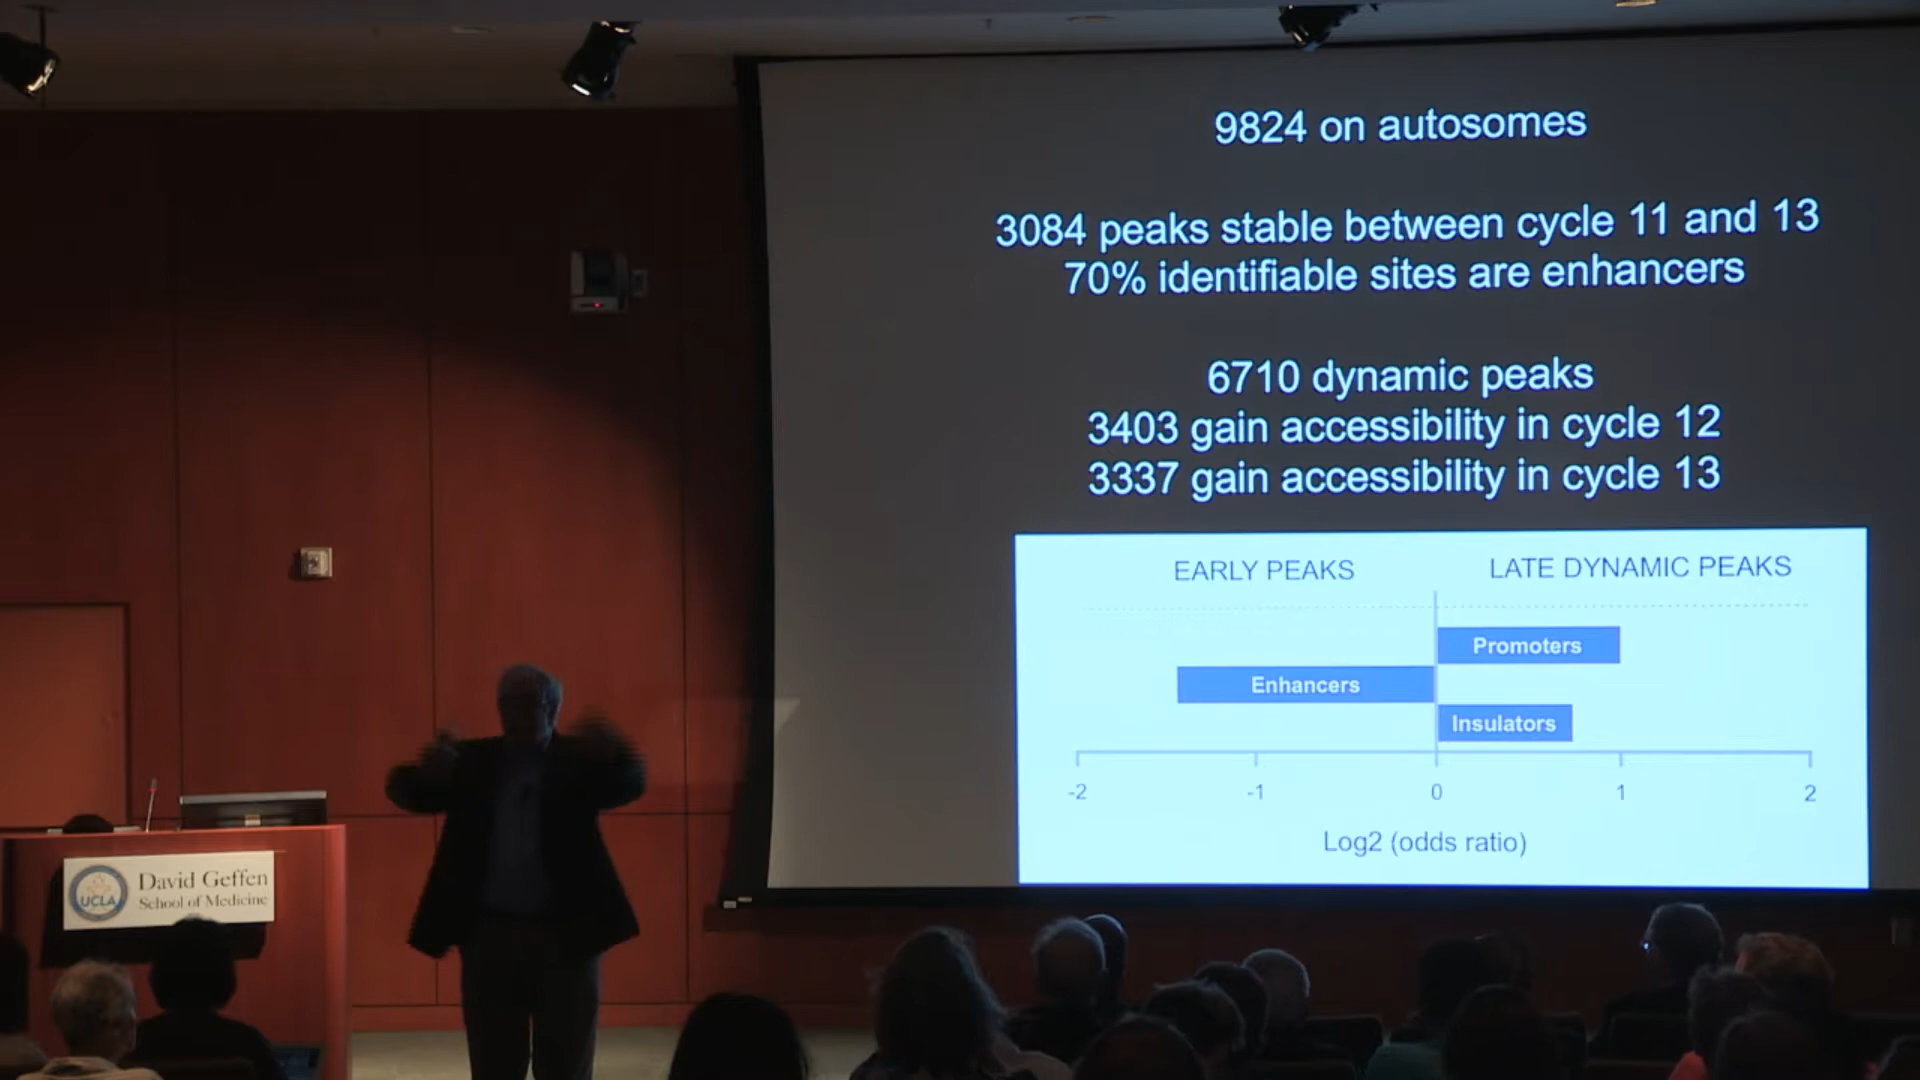 9824 on autosomes
3084 peaks stable between cycle 11 and 13
70% identifiable sites are enhancers
6710 dynamic peaks
3403 gain accessibility in cycle 12
3337 gain accessibility in cycle 13
EARLY PEAKS
LATE DYNAMIC PEAKS
Promoters
Enhancers
Insulators
-2 -1 0 1 2
Log2 (odds ratio)
UCLA
David Geffen
School of Medicine